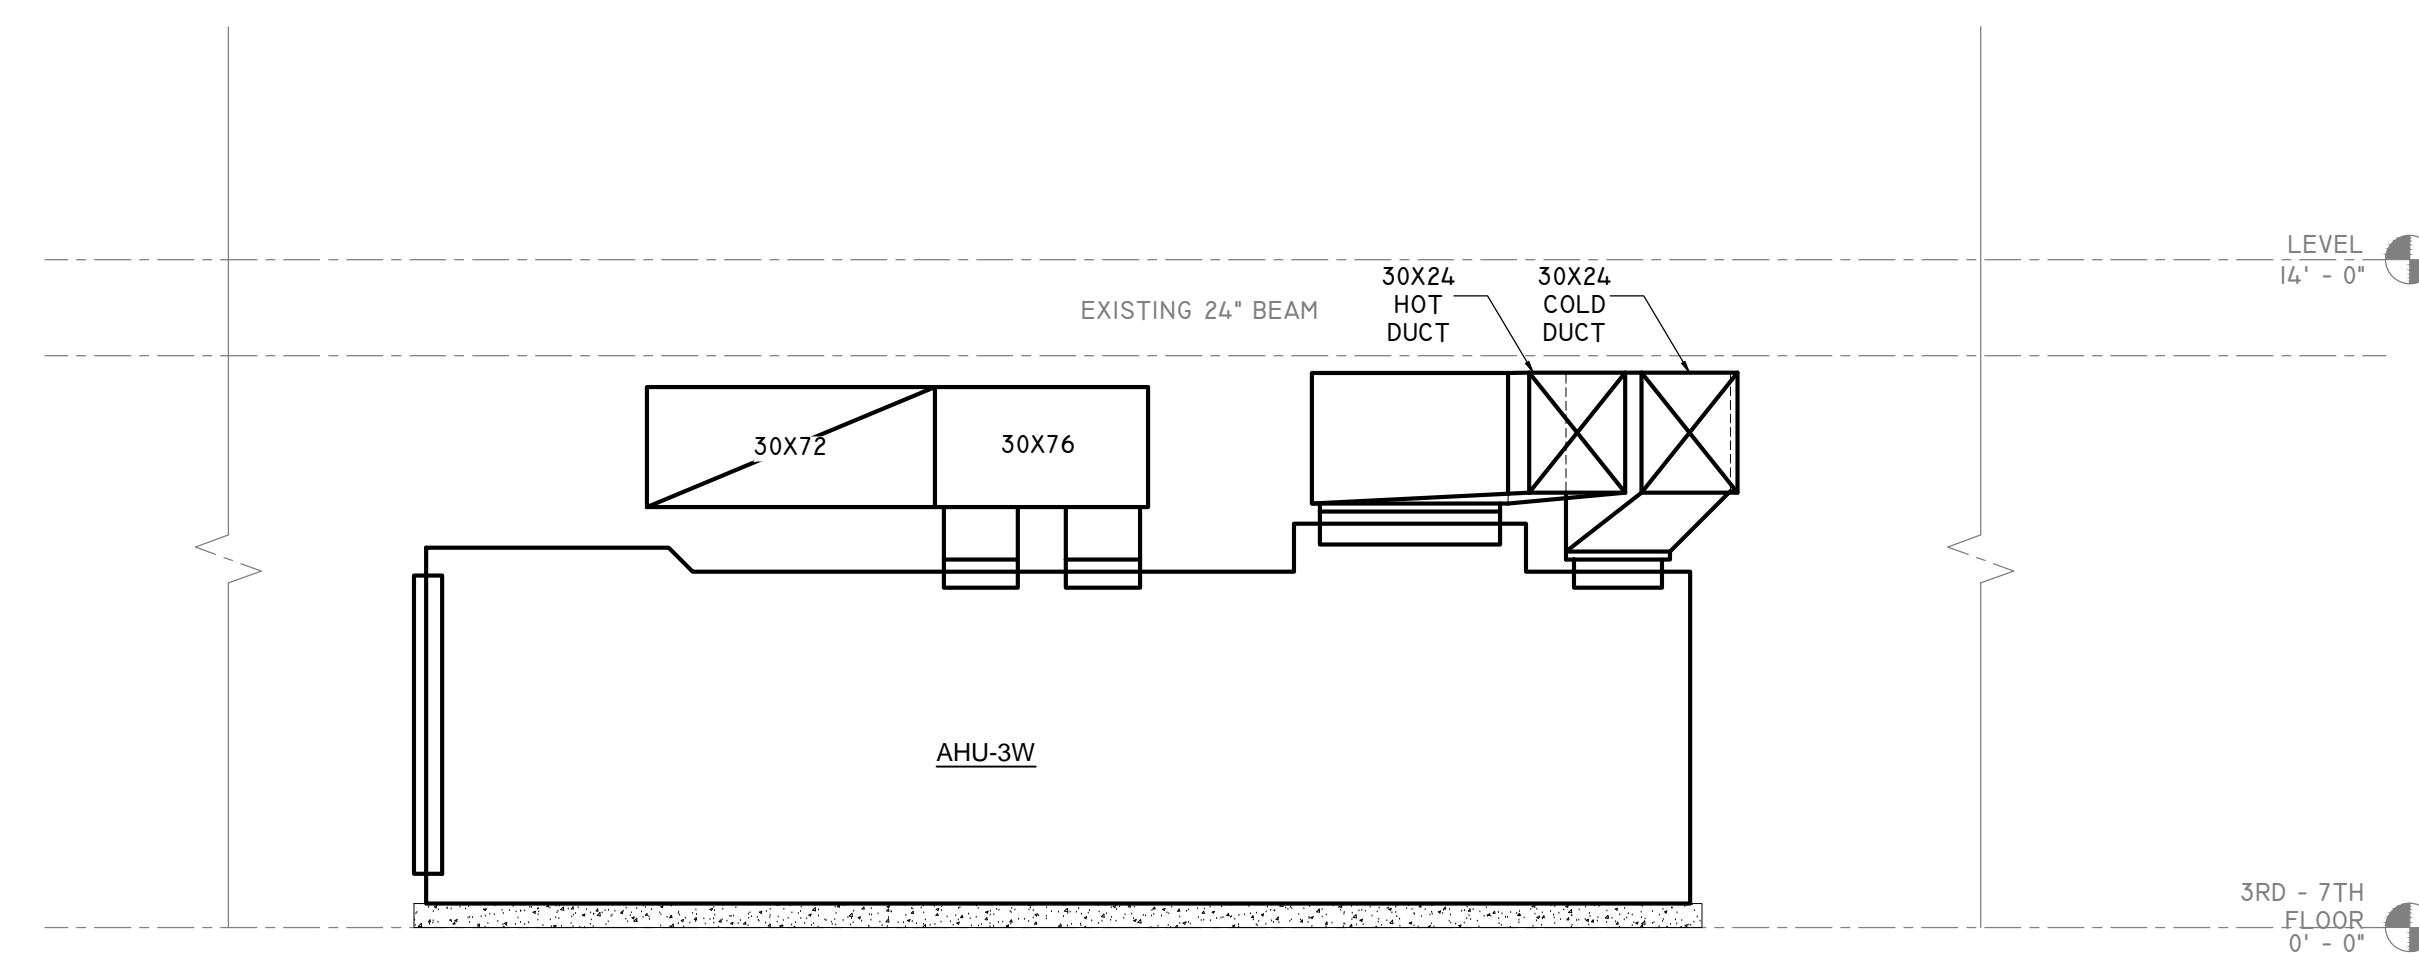 LEVEL
14' - 0"
30X24
HOT
DUCT
30X24
COLD
DUCT
EXISTING 24" BEAM
30X72
30X76
AHU-3W
3RD - 7TH
FLOOR
0' - 0"